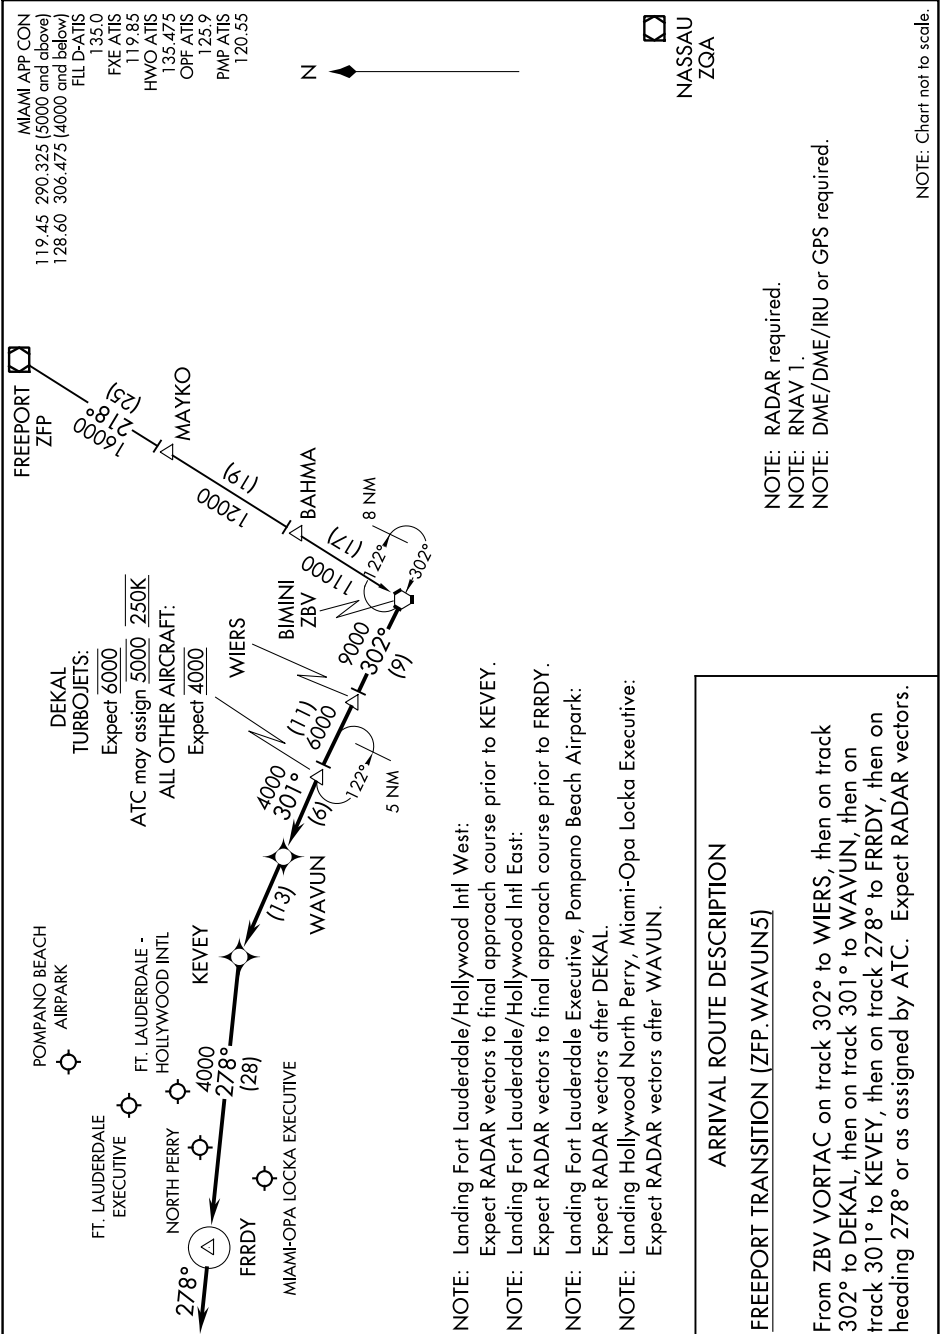 MIAMI APP CON
119.45 290.325 (5000 and above)
128.60 306.475 (4000 and below)
FLL D-ATIS
135.0
FXE ATIS
119.85
HWO ATIS
135.475
OPF ATIS
125.9
PMP ATIS
120.55
N
NASSAU
ZQA
NOTE: Chart not to scale.
FREEPORT
ZFP
16000
218°
(25)
MAYKO
12000
(19)
BAHMA
11000
(17)
8 NM
122°
302°
BIMINI
ZBV
9000
302°
(9)
WIERS
(11)
6000
DEKAL
TURBOJETS:
Expect 6000
ATC may assign 5000 250K
ALL OTHER AIRCRAFT:
Expect 4000
122°
5 NM
4000
301°
(6)
WAVUN
(13)
KEVEY
4000
278°
(28)
FRRDY
278°
POMPANO BEACH
AIRPARK
FT. LAUDERDALE
EXECUTIVE
FT. LAUDERDALE -
HOLLYWOOD INTL
NORTH PERRY
MIAMI-OPA LOCKA EXECUTIVE
NOTE: RADAR required.
NOTE: RNAV 1.
NOTE: DME/DME/IRU or GPS required.
NOTE: Landing Fort Lauderdale/Hollywood Intl West:
Expect RADAR vectors to final approach course prior to KEVEY.
NOTE: Landing Fort Lauderdale/Hollywood Intl East:
Expect RADAR vectors to final approach course prior to FRRDY.
NOTE: Landing Fort Lauderdale Executive, Pompano Beach Airpark:
Expect RADAR vectors after DEKAL.
NOTE: Landing Hollywood North Perry, Miami-Opa Locka Executive:
Expect RADAR vectors after WAVUN.
ARRIVAL ROUTE DESCRIPTION
FREEPORT TRANSITION (ZFP.WAVUN5)
From ZBV VORTAC on track 302° to WIERS, then on track
302° to DEKAL, then on track 301° to WAVUN, then on
track 301° to KEVEY, then on track 278° to FRRDY, then on
heading 278° or as assigned by ATC. Expect RADAR vectors.